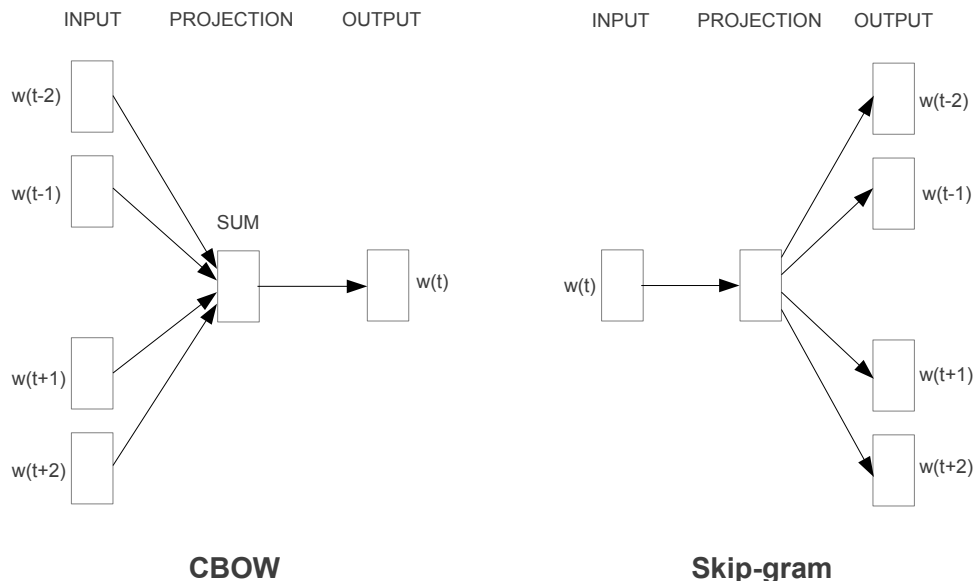 INPUT PROJECTION OUTPUT
w(t-2)
w(t-1)
SUM
w(t)
w(t+1)
w(t+2)
CBOW
INPUT PROJECTION OUTPUT
w(t-2)
w(t-1)
w(t)
w(t+1)
w(t+2)
Skip-gram